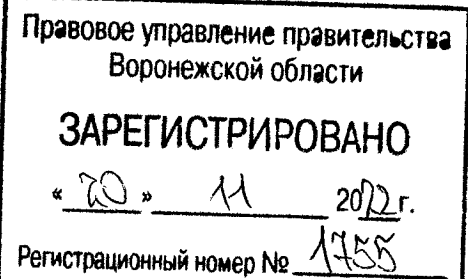 Правовое управление правительства
Воронежской области
ЗАРЕГИСТРИРОВАНО
« 20 » 11 2022 г.
Регистрационный номер № 1755